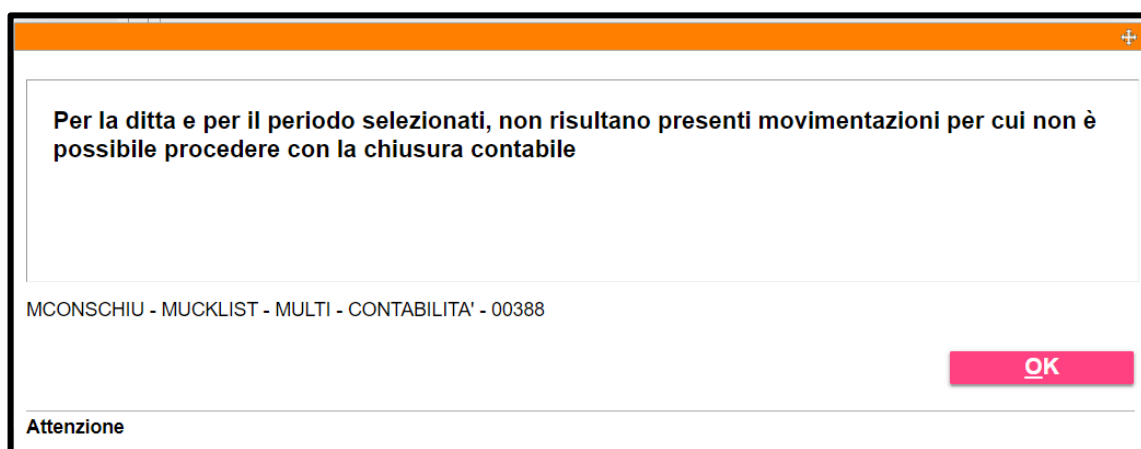 Per la ditta e per il periodo selezionati, non risultano presenti movimentazioni per cui non è
possibile procedere con la chiusura contabile
MCONSCHIU - MUCKLIST - MULTI - CONTABILITA' - 00388
OK
Attenzione